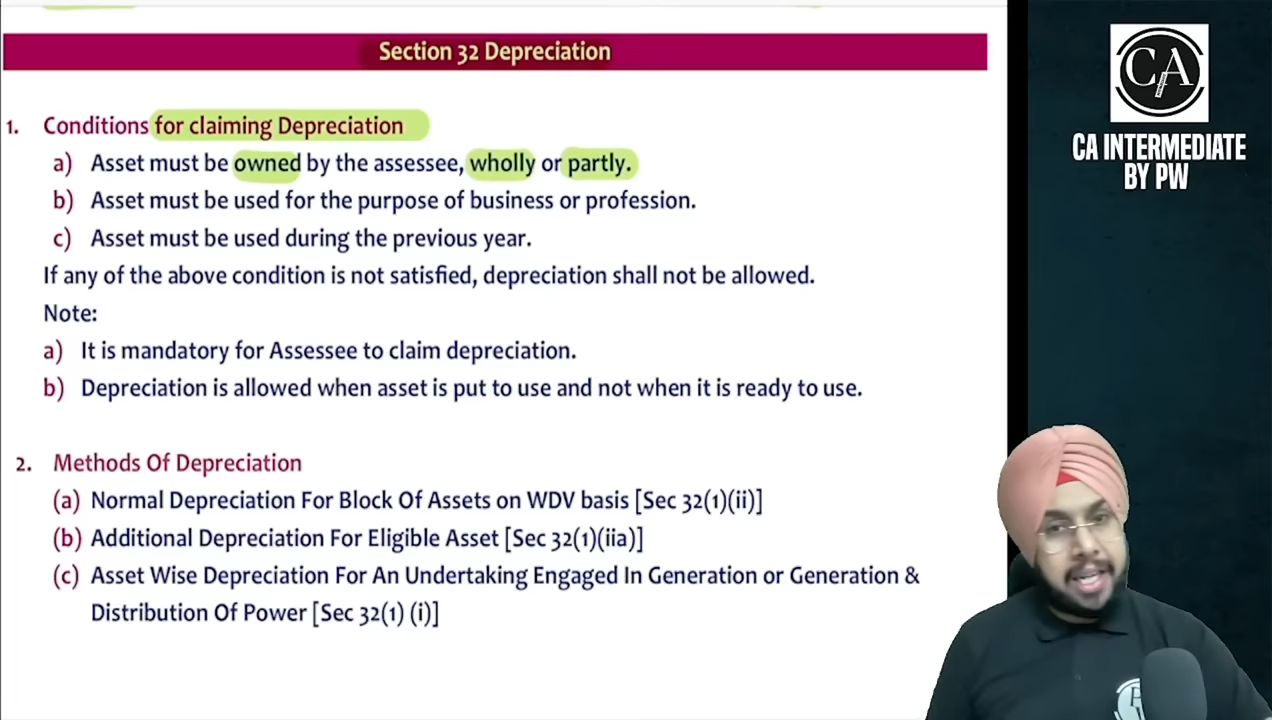 Section 32 Depreciation
1. Conditions for claiming Depreciation
a) Asset must be owned by the assessee, wholly or partly.
b) Asset must be used for the purpose of business or profession.
c) Asset must be used during the previous year.
If any of the above condition is not satisfied, depreciation shall not be allowed.
Note:
a) It is mandatory for Assessee to claim depreciation.
b) Depreciation is allowed when asset is put to use and not when it is ready to use.
2. Methods Of Depreciation
(a) Normal Depreciation For Block Of Assets on WDV basis [Sec 32(1)(ii)]
(b) Additional Depreciation For Eligible Asset [Sec 32(1)(iia)]
(c) Asset Wise Depreciation For An Undertaking Engaged In Generation or Generation &
Distribution Of Power [Sec 32(1) (i)]
CA
CA INTERMEDIATE
BY PW